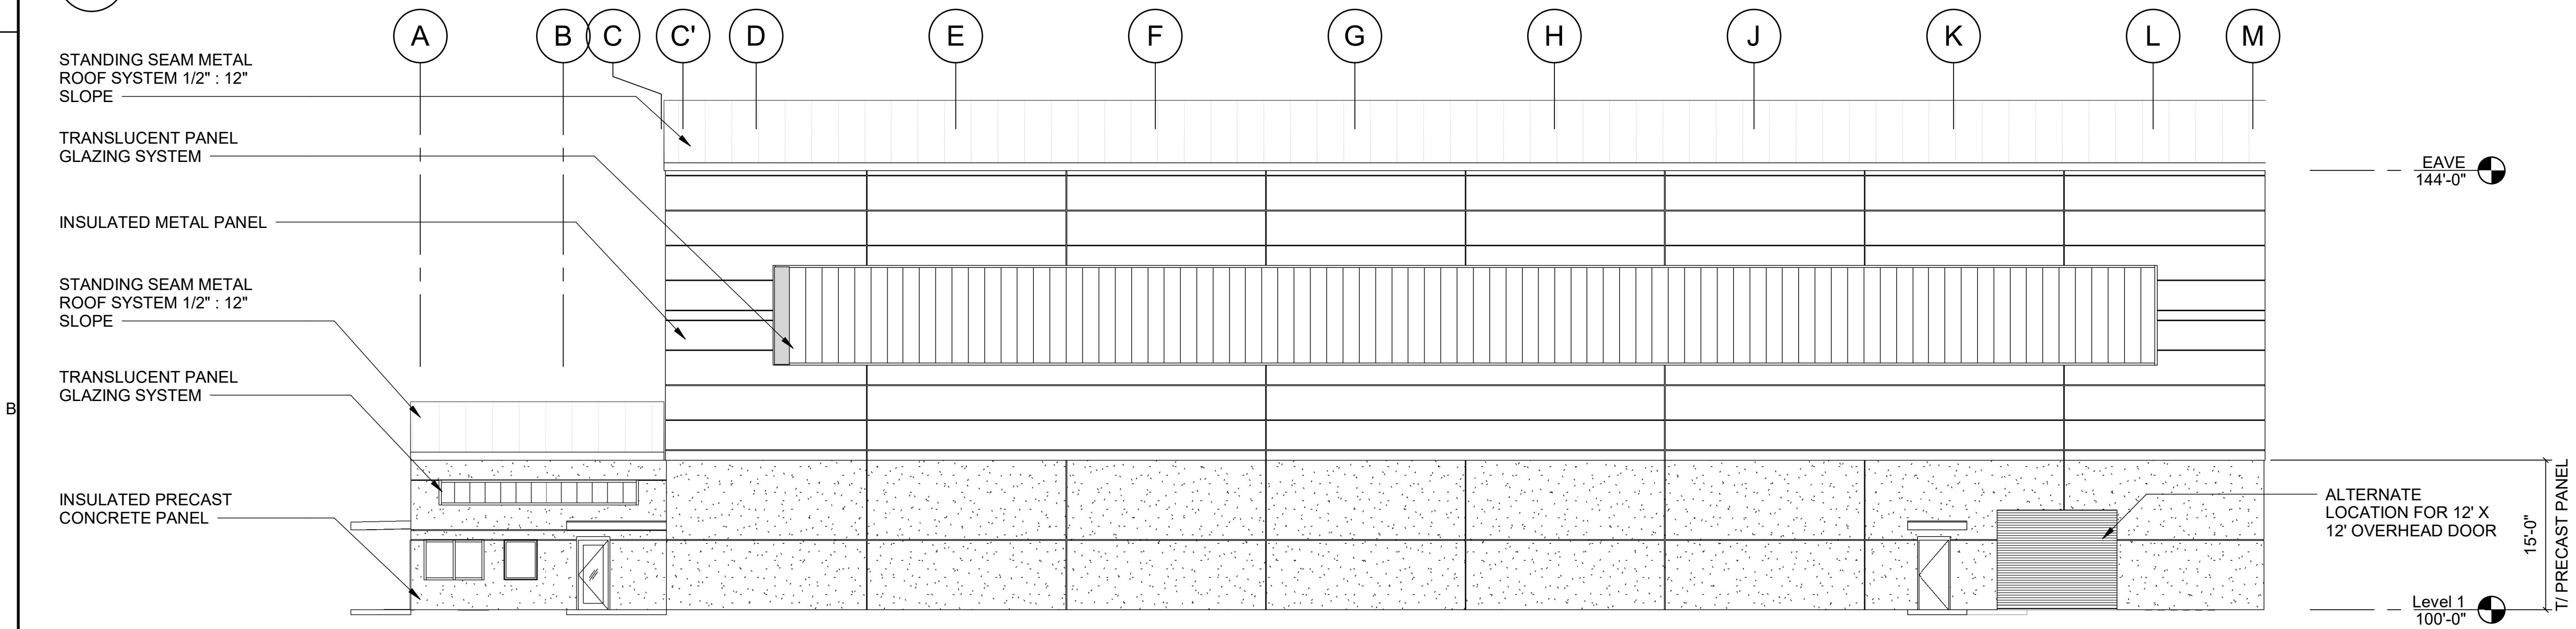 A
B
C
C'
D
E
F
G
H
J
K
L
M
STANDING SEAM METAL
ROOF SYSTEM 1/2" : 12"
SLOPE
TRANSLUCENT PANEL
GLAZING SYSTEM
INSULATED METAL PANEL
STANDING SEAM METAL
ROOF SYSTEM 1/2" : 12"
SLOPE
TRANSLUCENT PANEL
GLAZING SYSTEM
INSULATED PRECAST
CONCRETE PANEL
B
EAVE
144'-0"
ALTERNATE
LOCATION FOR 12' X
12' OVERHEAD DOOR
15'-0"
T/ PRECAST PANEL
Level 1
100'-0"